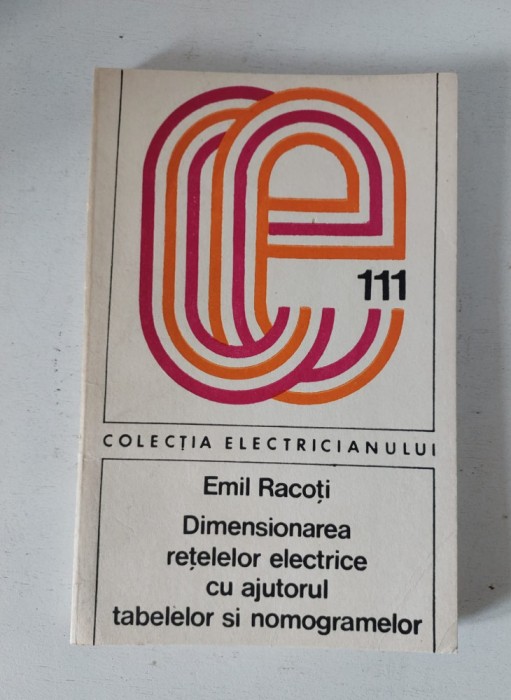 111
COLECȚIA ELECTRICIANULUI
Emil Racoți
Dimensionarea
rețelelor electrice
cu ajutorul
tabelelor si nomogramelor